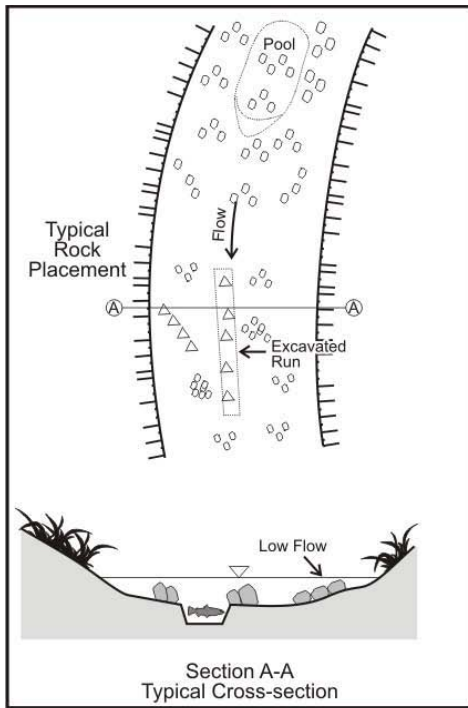 Pool
Flow
Typical
Rock
Placement
A
A
Excavated
Run
Low Flow
Section A-A
Typical Cross-section